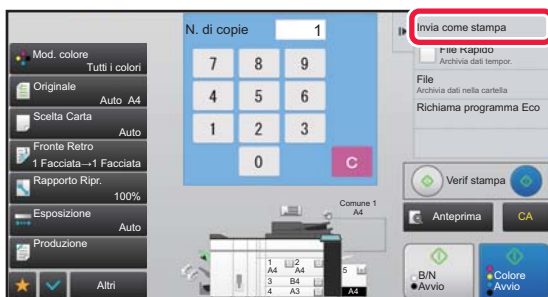 N. di copie
1
Invia come stampa
File Rapido
Archivia dati tempor.
File
Archivia dati nella cartella
Richiama programma Eco
Mod. colore
Tutti i colori
Originale
Auto A4
Scelta Carta
Auto
Fronte Retro
1 Facciata→1 Facciata
Rapporto Ripr.
100%
Esposizione
Auto
Produzione
Altri
7 8 9
4 5 6
1 2 3
0 C
Comune 1
A4
1 A4
2 A4
3 B4
4 A3
5
A4
Verif stampa
Anteprima
CA
B/N
Avvio
Colore
Avvio